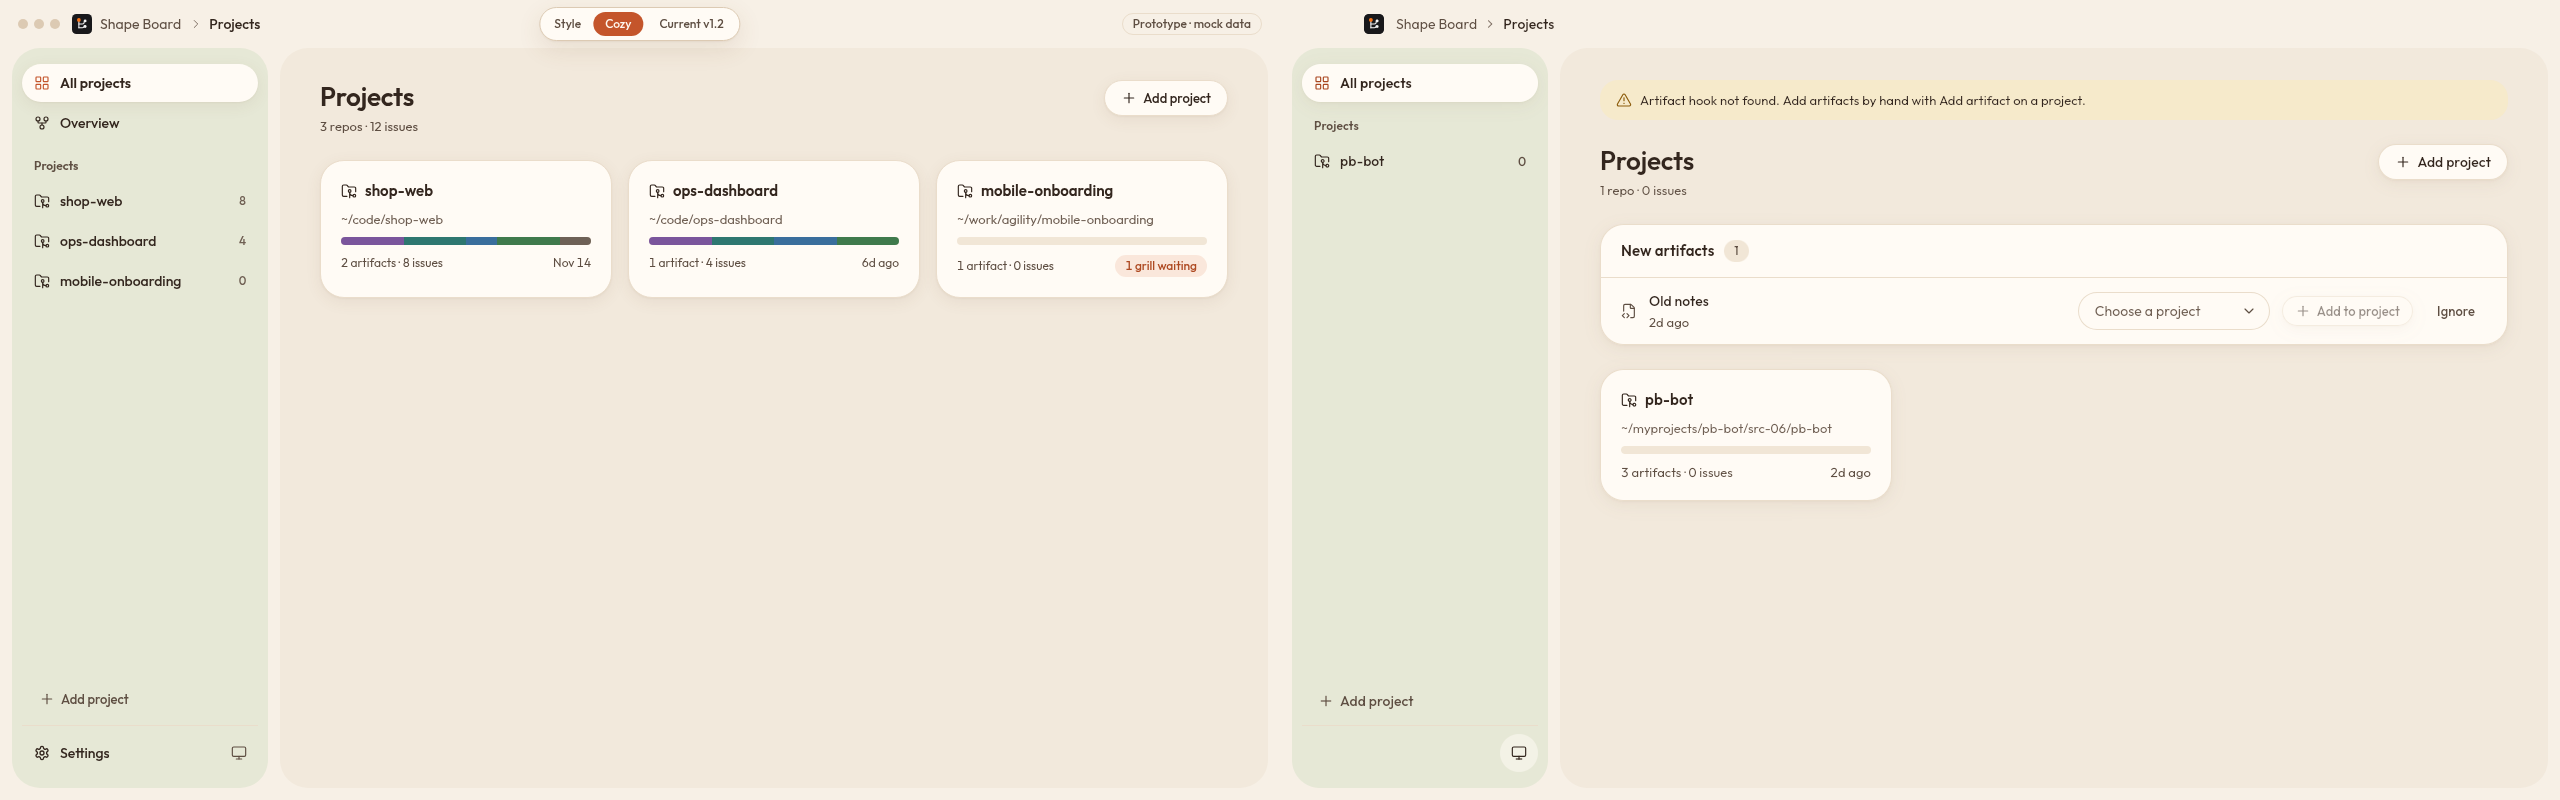 Shape Board > Projects
Style Cozy Current v1.2
Prototype · mock data
All projects
Overview
Projects
shop-web 8
ops-dashboard 4
mobile-onboarding 0
+ Add project
Settings
Projects
+ Add project
3 repos · 12 issues
shop-web
~/code/shop-web
2 artifacts · 8 issues Nov 14
ops-dashboard
~/code/ops-dashboard
1 artifact · 4 issues 6d ago
mobile-onboarding
~/work/agility/mobile-onboarding
1 artifact · 0 issues 1 grill waiting
Shape Board > Projects
All projects
Projects
pb-bot 0
+ Add project
Artifact hook not found. Add artifacts by hand with Add artifact on a project.
Projects
+ Add project
1 repo · 0 issues
New artifacts 1
Old notes
2d ago
Choose a project
+ Add to project
Ignore
pb-bot
~/myprojects/pb-bot/src-06/pb-bot
3 artifacts · 0 issues 2d ago